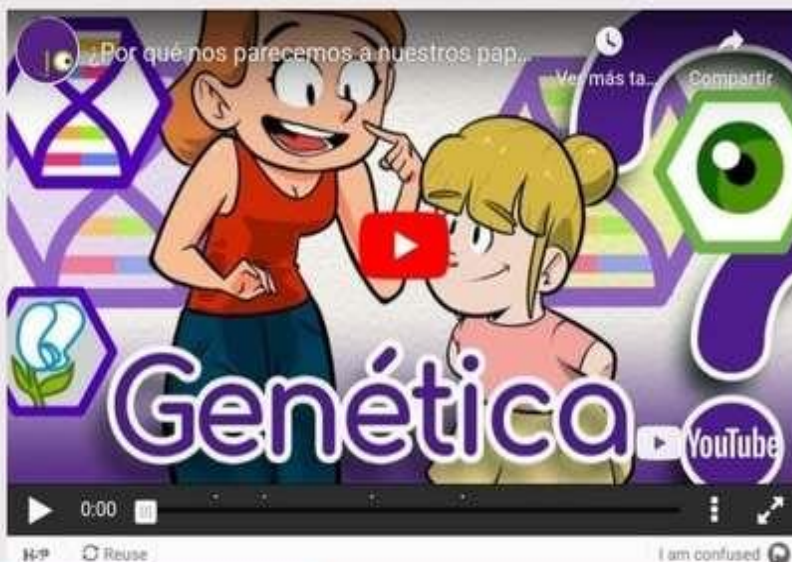 ¿Por qué nos parecemos a nuestros pap...
Ver más ta...
Compartir
Genética
YouTube
0:00
H-P
Reuse
I am confused